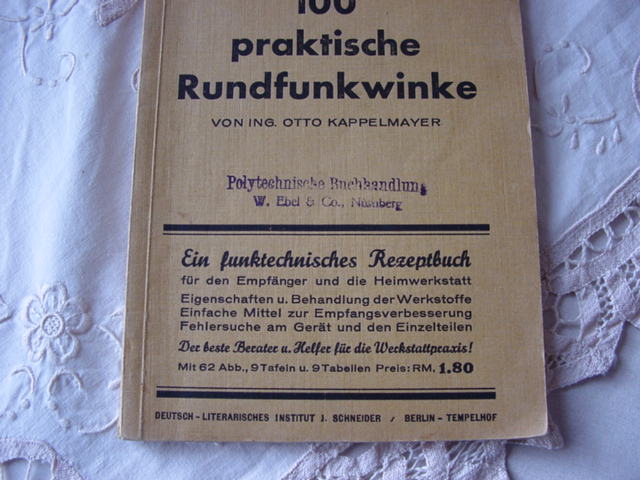 100
praktische
Rundfunkwinke
VON ING. OTTO KAPPELMAYER
Polytechnische Buchhandlung
W. Ebel & Co., Nürnberg
Ein funktechnisches Rezeptbuch
für den Empfänger und die Heimwerkstatt
Eigenschaften u. Behandlung der Werkstoffe
Einfache Mittel zur Empfangsverbesserung
Fehlersuche am Gerät und den Einzelteilen
Der beste Berater u. Helfer für die Werkstattpraxis!
Mit 62 Abb., 9 Tafeln u. 9 Tabellen Preis: RM. 1.80
DEUTSCH-LITERARISCHES INSTITUT J. SCHNEIDER / BERLIN-TEMPELHOF